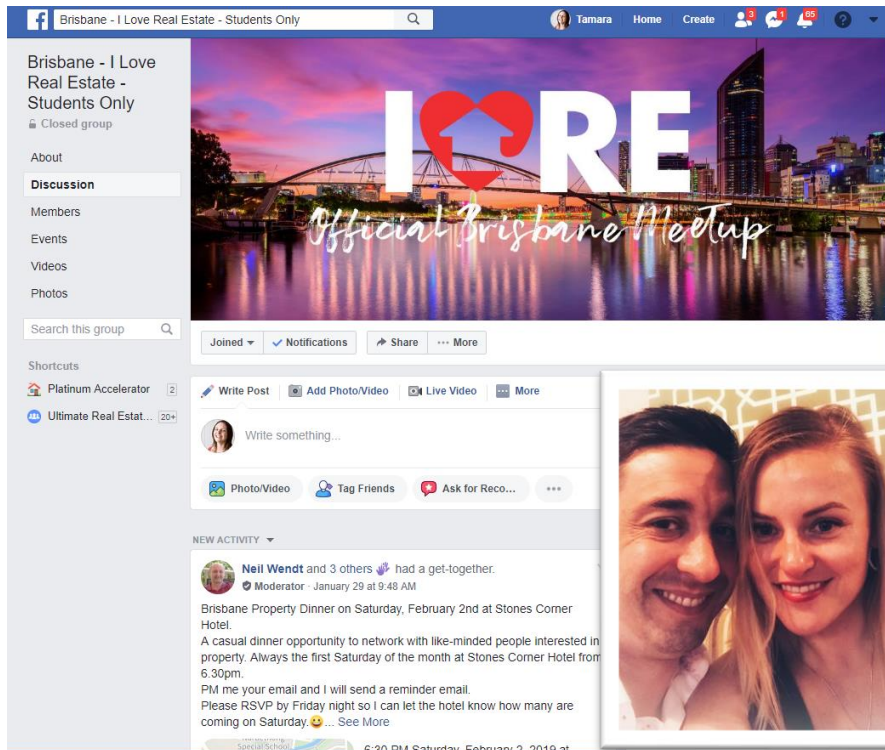 Brisbane - I Love Real Estate - Students Only
Tamara
Home
Create
3
1
65
?
Brisbane - I Love
Real Estate -
Students Only
Closed group
About
Discussion
Members
Events
Videos
Photos
Search this group
Shortcuts
Platinum Accelerator 2
Ultimate Real Estat... 20+
I RE
Official Brisbane Meetup
Joined
Notifications
Share
More
Write Post
Add Photo/Video
Live Video
More
Write something...
Photo/Video
Tag Friends
Ask for Reco...
NEW ACTIVITY
Neil Wendt and 3 others had a get-together.
Moderator · January 29 at 9:48 AM
Brisbane Property Dinner on Saturday, February 2nd at Stones Corner
Hotel.
A casual dinner opportunity to network with like-minded people interested in
property. Always the first Saturday of the month at Stones Corner Hotel from
6.30pm.
PM me your email and I will send a reminder email.
Please RSVP by Friday night so I can let the hotel know how many are
coming on Saturday. ... See More
Special School
6:30 PM Saturday, February 2, 2019 at